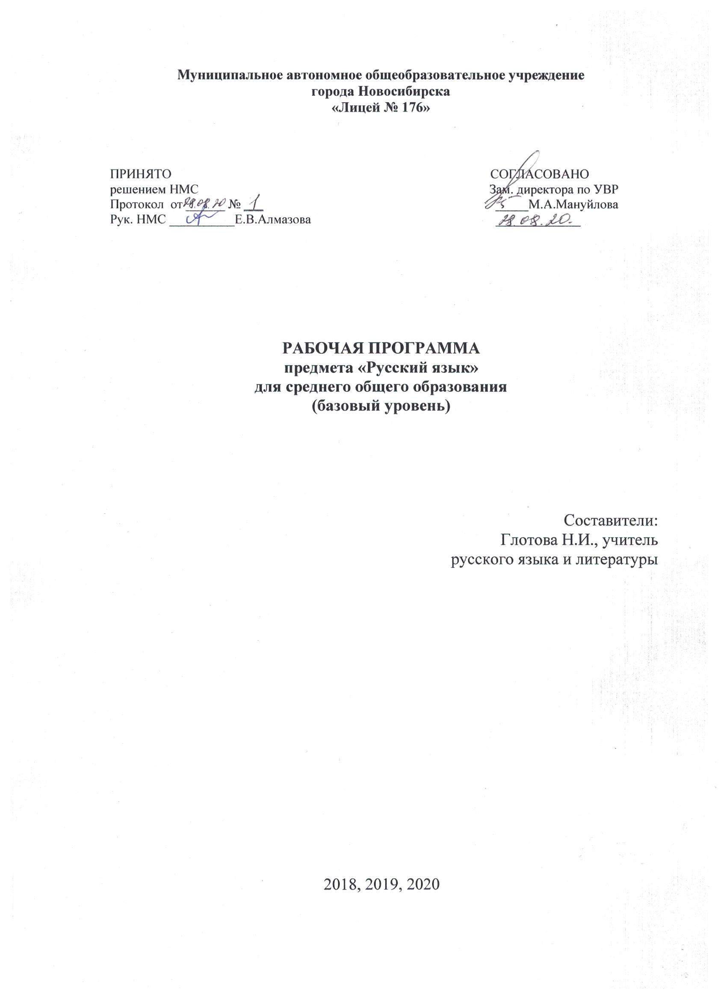 Муниципальное автономное общеобразовательное учреждение
города Новосибирска
«Лицей № 176»
ПРИНЯТО
решением НМС
Протокол от 28.08.20 № 1
Рук. НМС __________Е.В.Алмазова
СОГЛАСОВАНО
Зам. директора по УВР
_____М.А.Мануйлова
28.08.20.
РАБОЧАЯ ПРОГРАММА
предмета «Русский язык»
для среднего общего образования
(базовый уровень)
Составители:
Глотова Н.И., учитель
русского языка и литературы
2018, 2019, 2020